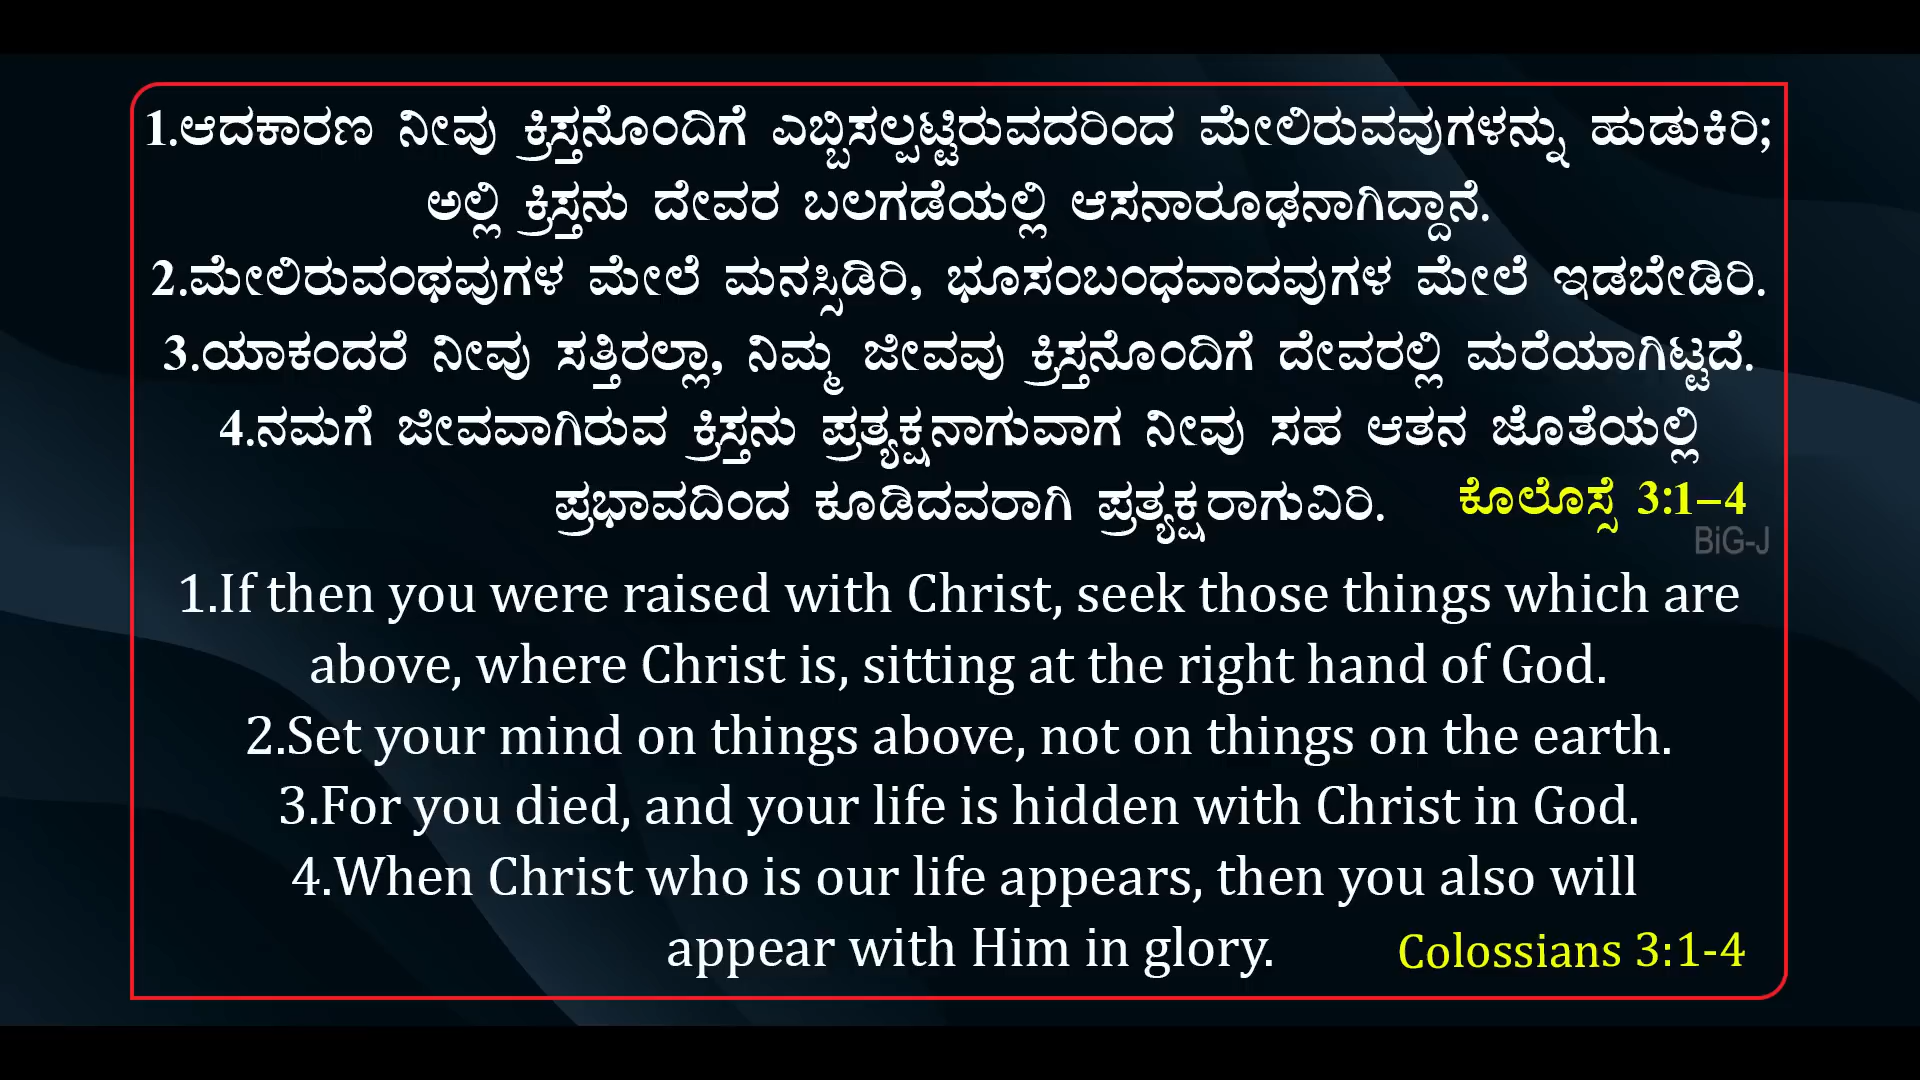 1.ಆದಕಾರಣ ನೀವು ಕ್ರಿಸ್ತನೊಂದಿಗೆ ಎಬ್ಬಿಸಲ್ಪಟ್ಟಿರುವದರಿಂದ ಮೇಲಿರುವವುಗಳನ್ನು ಹುಡುಕಿರಿ;
ಅಲ್ಲಿ ಕ್ರಿಸ್ತನು ದೇವರ ಬಲಗಡೆಯಲ್ಲಿ ಆಸನಾರೂಢನಾಗಿದ್ದಾನೆ.
2.ಮೇಲಿರುವಂಥವುಗಳ ಮೇಲೆ ಮನಸ್ಸಿಡಿರಿ, ಭೂಸಂಬಂಧವಾದವುಗಳ ಮೇಲೆ ಇಡಬೇಡಿರಿ.
3.ಯಾಕಂದರೆ ನೀವು ಸತ್ತಿರಲ್ಲಾ, ನಿಮ್ಮ ಜೀವವು ಕ್ರಿಸ್ತನೊಂದಿಗೆ ದೇವರಲ್ಲಿ ಮರೆಯಾಗಿಟ್ಟದೆ.
4.ನಮಗೆ ಜೀವವಾಗಿರುವ ಕ್ರಿಸ್ತನು ಪ್ರತ್ಯಕ್ಷನಾಗುವಾಗ ನೀವು ಸಹ ಆತನ ಜೊತೆಯಲ್ಲಿ
ಪ್ರಭಾವದಿಂದ ಕೂಡಿದವರಾಗಿ ಪ್ರತ್ಯಕ್ಷರಾಗುವಿರಿ. ಕೊಲೊಸ್ಸೆ 3:1–4
BiG-J
1.If then you were raised with Christ, seek those things which are
above, where Christ is, sitting at the right hand of God.
2.Set your mind on things above, not on things on the earth.
3.For you died, and your life is hidden with Christ in God.
4.When Christ who is our life appears, then you also will
appear with Him in glory. Colossians 3:1-4